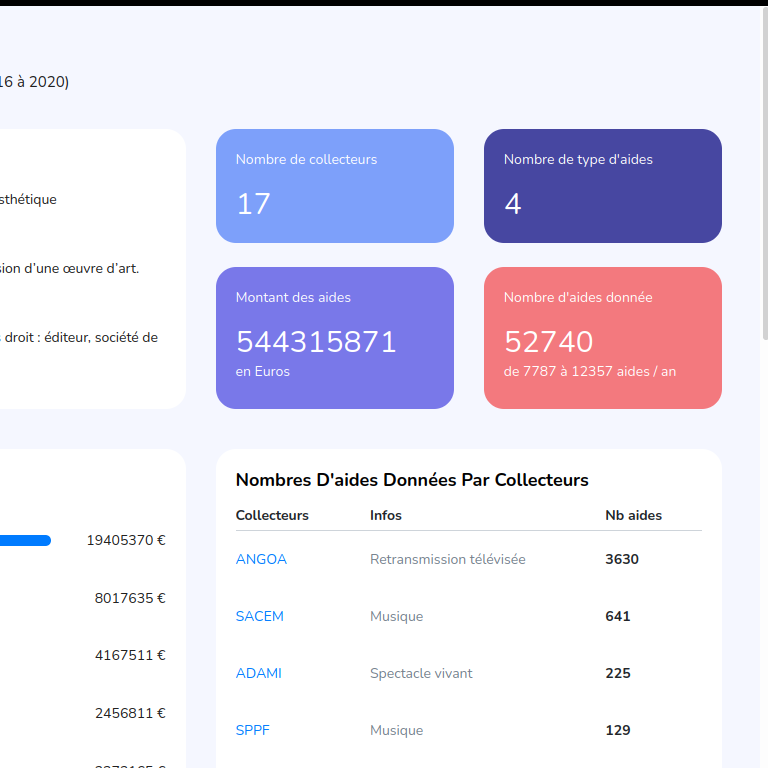 16 à 2020)
sthétique
sion d'une œuvre d'art.
droit : éditeur, société de
Nombre de collecteurs
17
Nombre de type d'aides
4
Montant des aides
544315871
en Euros
Nombre d'aides donnée
52740
de 7787 à 12357 aides / an
19405370 €
8017635 €
4167511 €
2456811 €
Nombres D'aides Données Par Collecteurs
Collecteurs Infos Nb aides
ANGOA Retransmission télévisée 3630
SACEM Musique 641
ADAMI Spectacle vivant 225
SPPF Musique 129